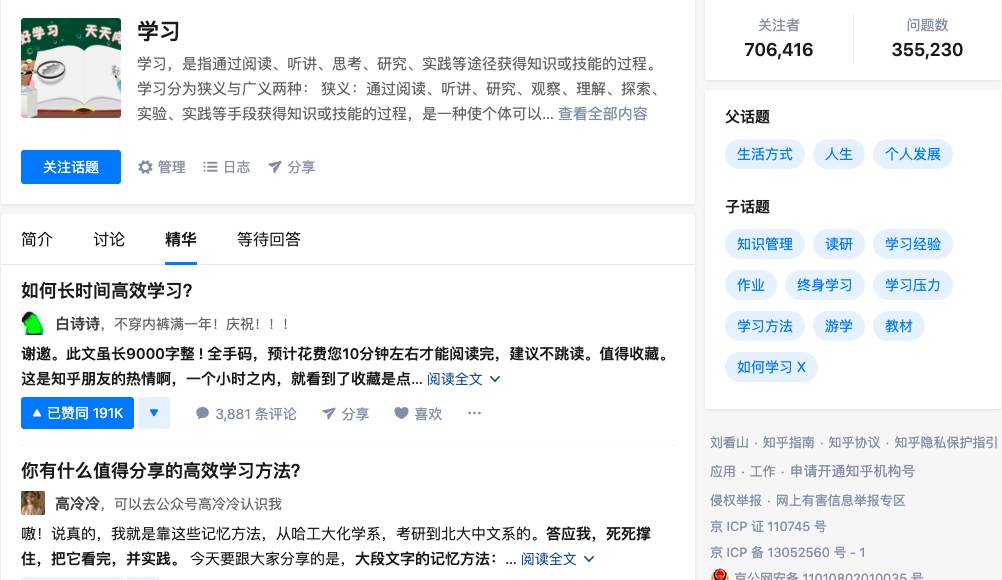 学习
学习，是指通过阅读、听讲、思考、研究、实践等途径获得知识或技能的过程。
学习分为狭义与广义两种： 狭义：通过阅读、听讲、研究、观察、理解、探索、
实验、实践等手段获得知识或技能的过程，是一种使个体可以... 查看全部内容
关注话题 管理 日志 分享
简介 讨论 精华 等待回答
如何长时间高效学习？
白诗诗，不穿内裤满一年！庆祝！！！
谢邀。此文虽长9000字整！全手码，预计花费您10分钟左右才能阅读完，建议不跳读。值得收藏。
这是知乎朋友的热情啊，一个小时之内，就看到了收藏是点... 阅读全文
已赞同 191K 3,881 条评论 分享 喜欢 ···
你有什么值得分享的高效学习方法？
高冷冷，可以去公众号高冷冷认识我
嗷！说真的，我就是靠这些记忆方法，从哈工大化学系，考研到北大中文系的。答应我，死死撑
住，把它看完，并实践。 今天要跟大家分享的是，大段文字的记忆方法：... 阅读全文
关注者 问题数
706,416 355,230
父话题
生活方式 人生 个人发展
子话题
知识管理 读研 学习经验
作业 终身学习 学习压力
学习方法 游学 教材
如何学习 X
刘看山 · 知乎指南 · 知乎协议 · 知乎隐私保护指引
应用 · 工作 · 申请开通知乎机构号
侵权举报 · 网上有害信息举报专区
京 ICP 证 110745 号
京 ICP 备 13052560 号 - 1
京公网安备 11010802010035 号